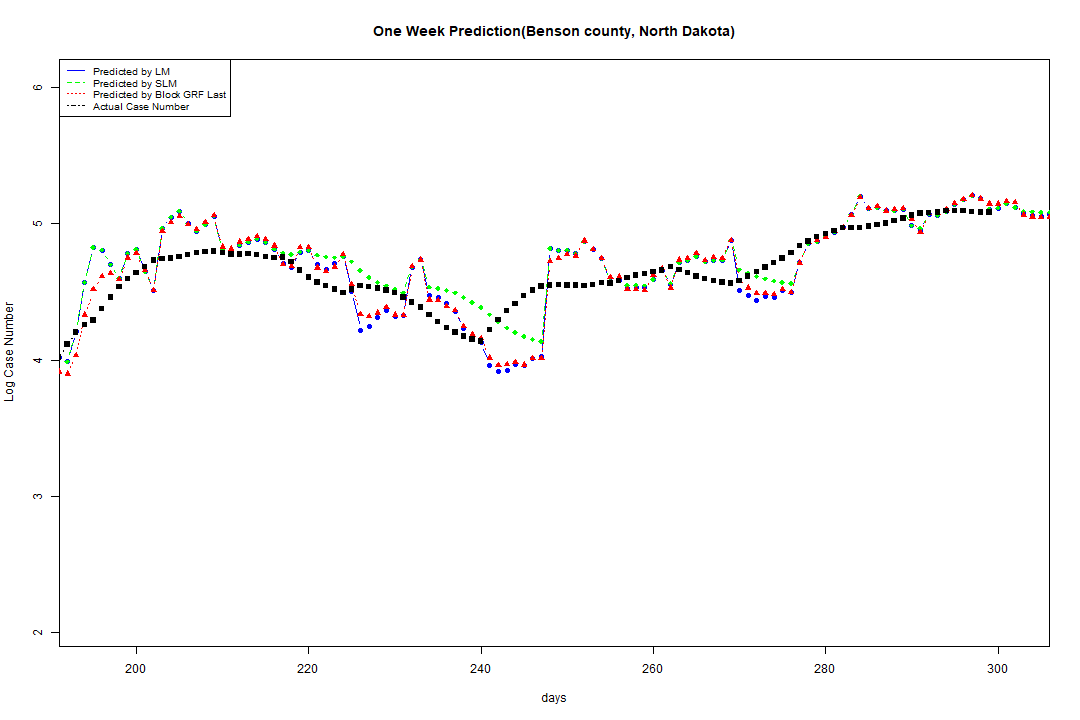 One Week Prediction(Benson county, North Dakota)
Predicted by LM
Predicted by SLM
Predicted by Block GRF Last
Actual Case Number
6
5
4
3
2
Log Case Number
200 220 240 260 280 300
days